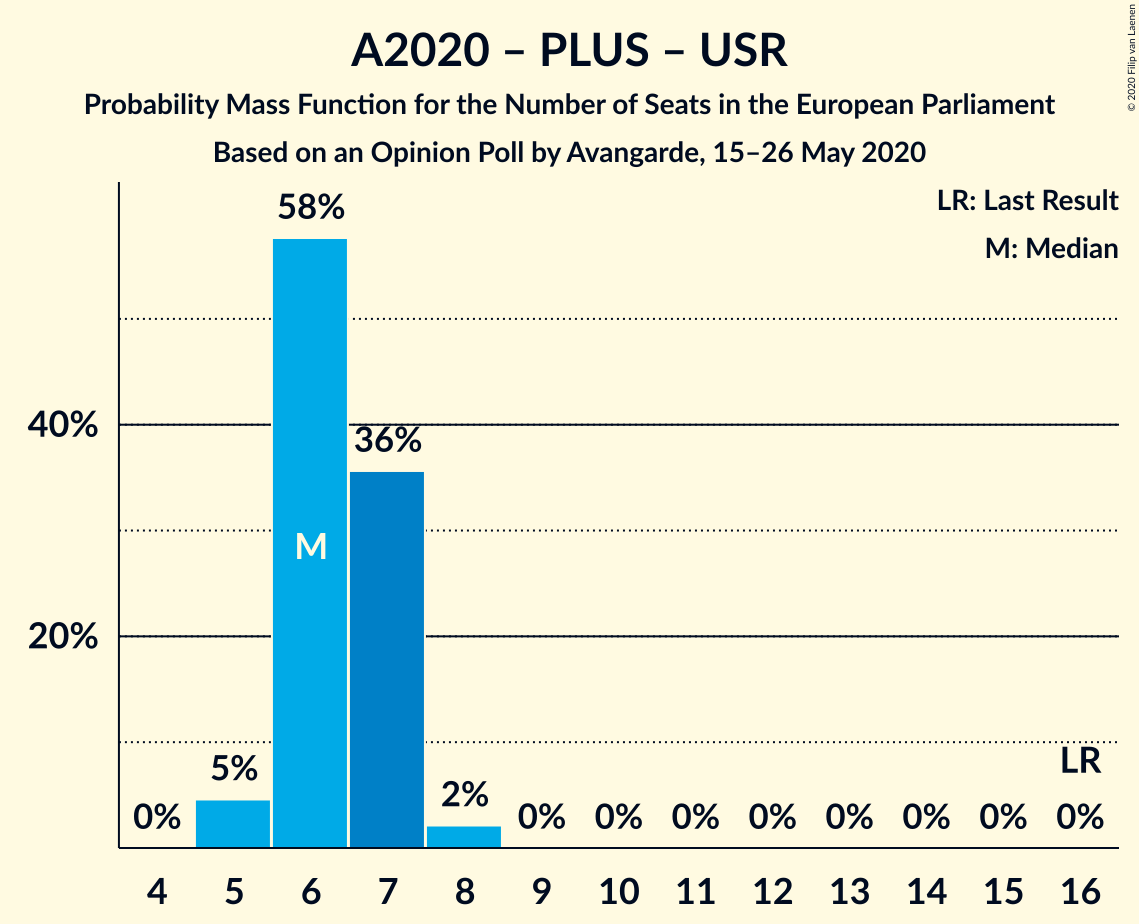 A2020 – PLUS – USR
Probability Mass Function for the Number of Seats in the European Parliament
Based on an Opinion Poll by Avangarde, 15–26 May 2020
© 2020 Filip van Laenen
LR: Last Result
M: Median
58%
40%
36%
M
20%
LR
5%
2%
0% 0% 0% 0% 0% 0% 0% 0% 0%
4 5 6 7 8 9 10 11 12 13 14 15 16